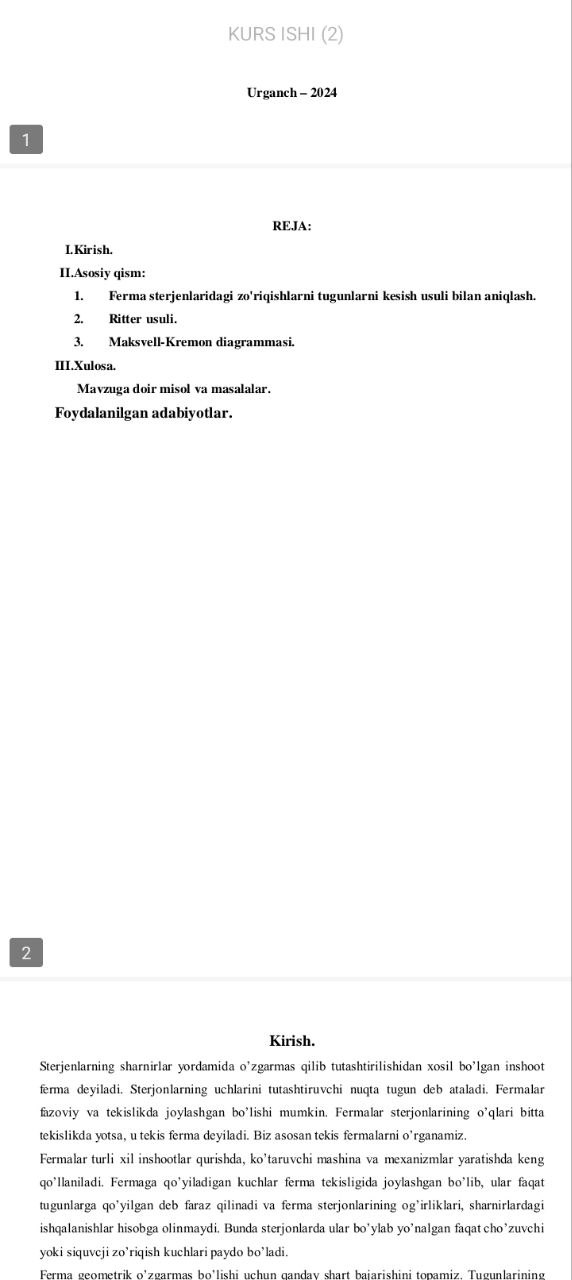 KURS ISHI (2)
Urganch – 2024
1
REJA:
I.Kirish.
II.Asosiy qism:
1. Ferma sterjenlaridagi zo'riqishlarni tugunlarni kesish usuli bilan aniqlash.
2. Ritter usuli.
3. Maksvell-Kremon diagrammasi.
III.Xulosa.
Mavzuga doir misol va masalalar.
Foydalanilgan adabiyotlar.
2
Kirish.
Sterjenlarning sharnirlar yordamida o’zgarmas qilib tutashtirilishidan xosil bo’lgan inshoot
ferma deyiladi. Sterjonlarning uchlarini tutashtiruvchi nuqta tugun deb ataladi. Fermalar
fazoviy va tekislikda joylashgan bo’lishi mumkin. Fermalar sterjonlarining o’qlari bitta
tekislikda yotsa, u tekis ferma deyiladi. Biz asosan tekis fermalarni o’rganamiz.
Fermalar turli xil inshootlar qurishda, ko’taruvchi mashina va mexanizmlar yaratishda keng
qo’llaniladi. Fermaga qo’yiladigan kuchlar ferma tekisligida joylashgan bo’lib, ular faqat
tugunlarga qo’yilgan deb faraz qilinadi va ferma sterjonlarining og’irliklari, sharnirlardagi
ishqalanishlar hisobga olinmaydi. Bunda sterjonlarda ular bo’ylab yo’nalgan faqat cho’zuvchi
yoki siquvcji zo’riqish kuchlari paydo bo’ladi.
Ferma geometrik o’zgarmas bo’lishi uchun qanday shart bajarishini topamiz. Tugunlarining